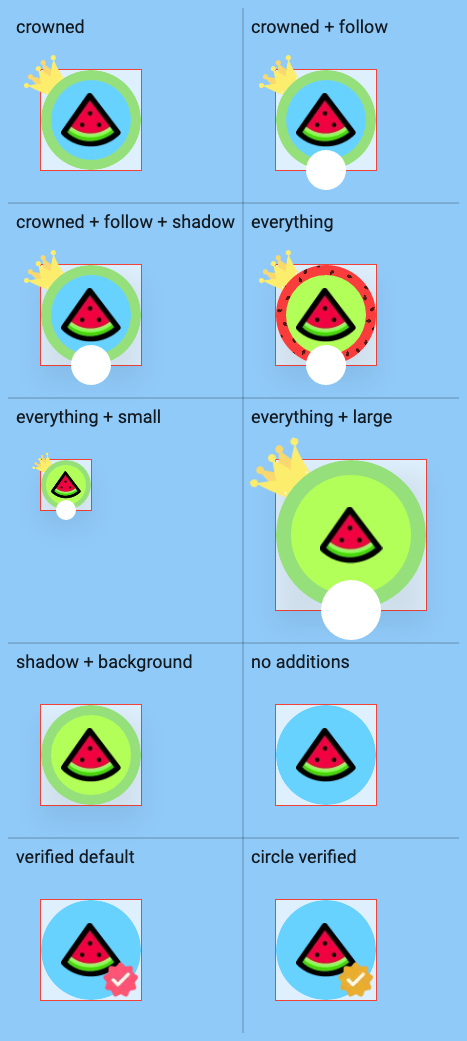 crowned
crowned + follow
crowned + follow + shadow
everything
everything + small
everything + large
shadow + background
no additions
verified default
circle verified